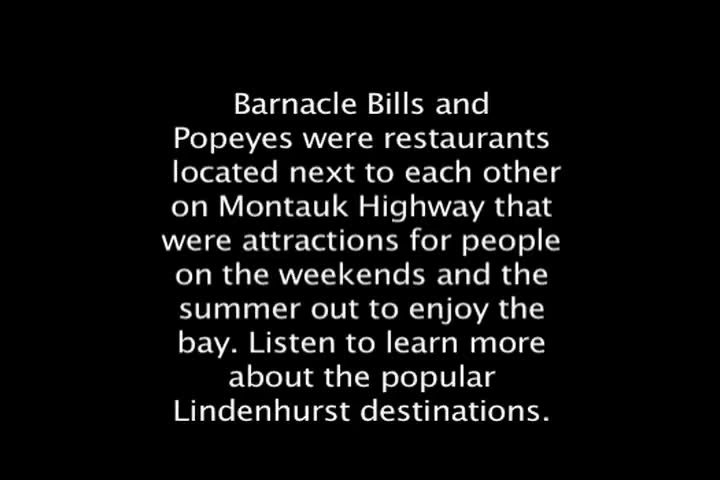 Barnacle Bills and
Popeyes were restaurants
located next to each other
on Montauk Highway that
were attractions for people
on the weekends and the
summer out to enjoy the
bay. Listen to learn more
about the popular
Lindenhurst destinations.